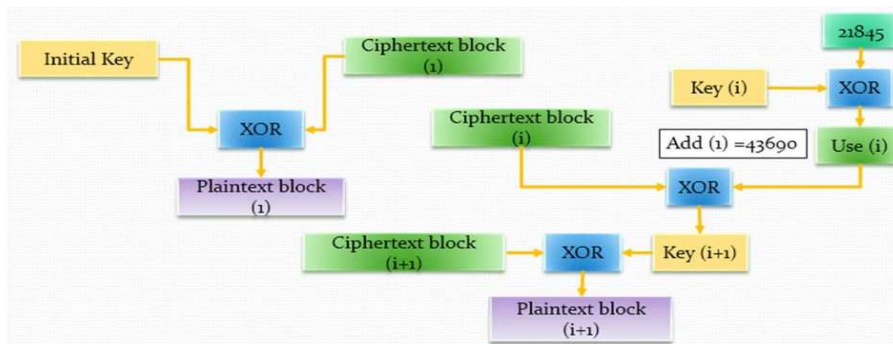 21845
Initial Key
Ciphertext block
(1)
Key (i)
XOR
XOR
Ciphertext block
(i)
Add (1) =43690
Use (i)
Plaintext block
(1)
XOR
Ciphertext block
(i+1)
XOR
Key (i+1)
Plaintext block
(i+1)